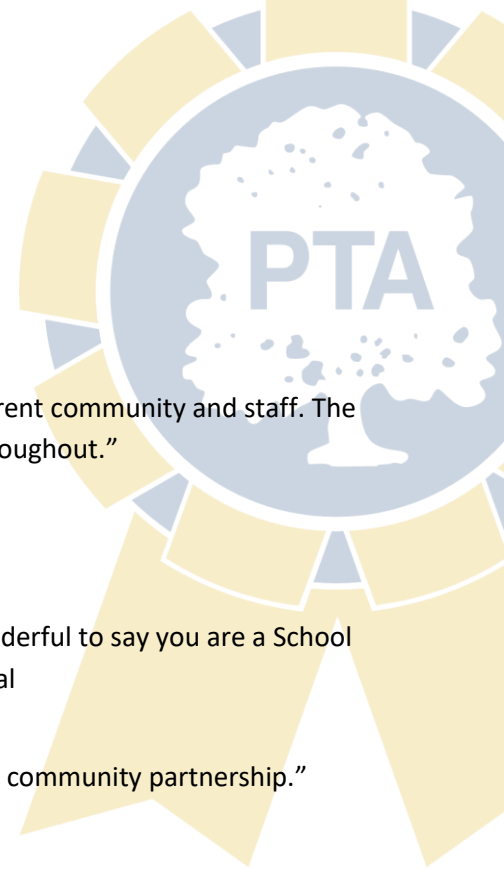 PTA
rent community and staff. The
oughout.”
derful to say you are a School
al
community partnership.”